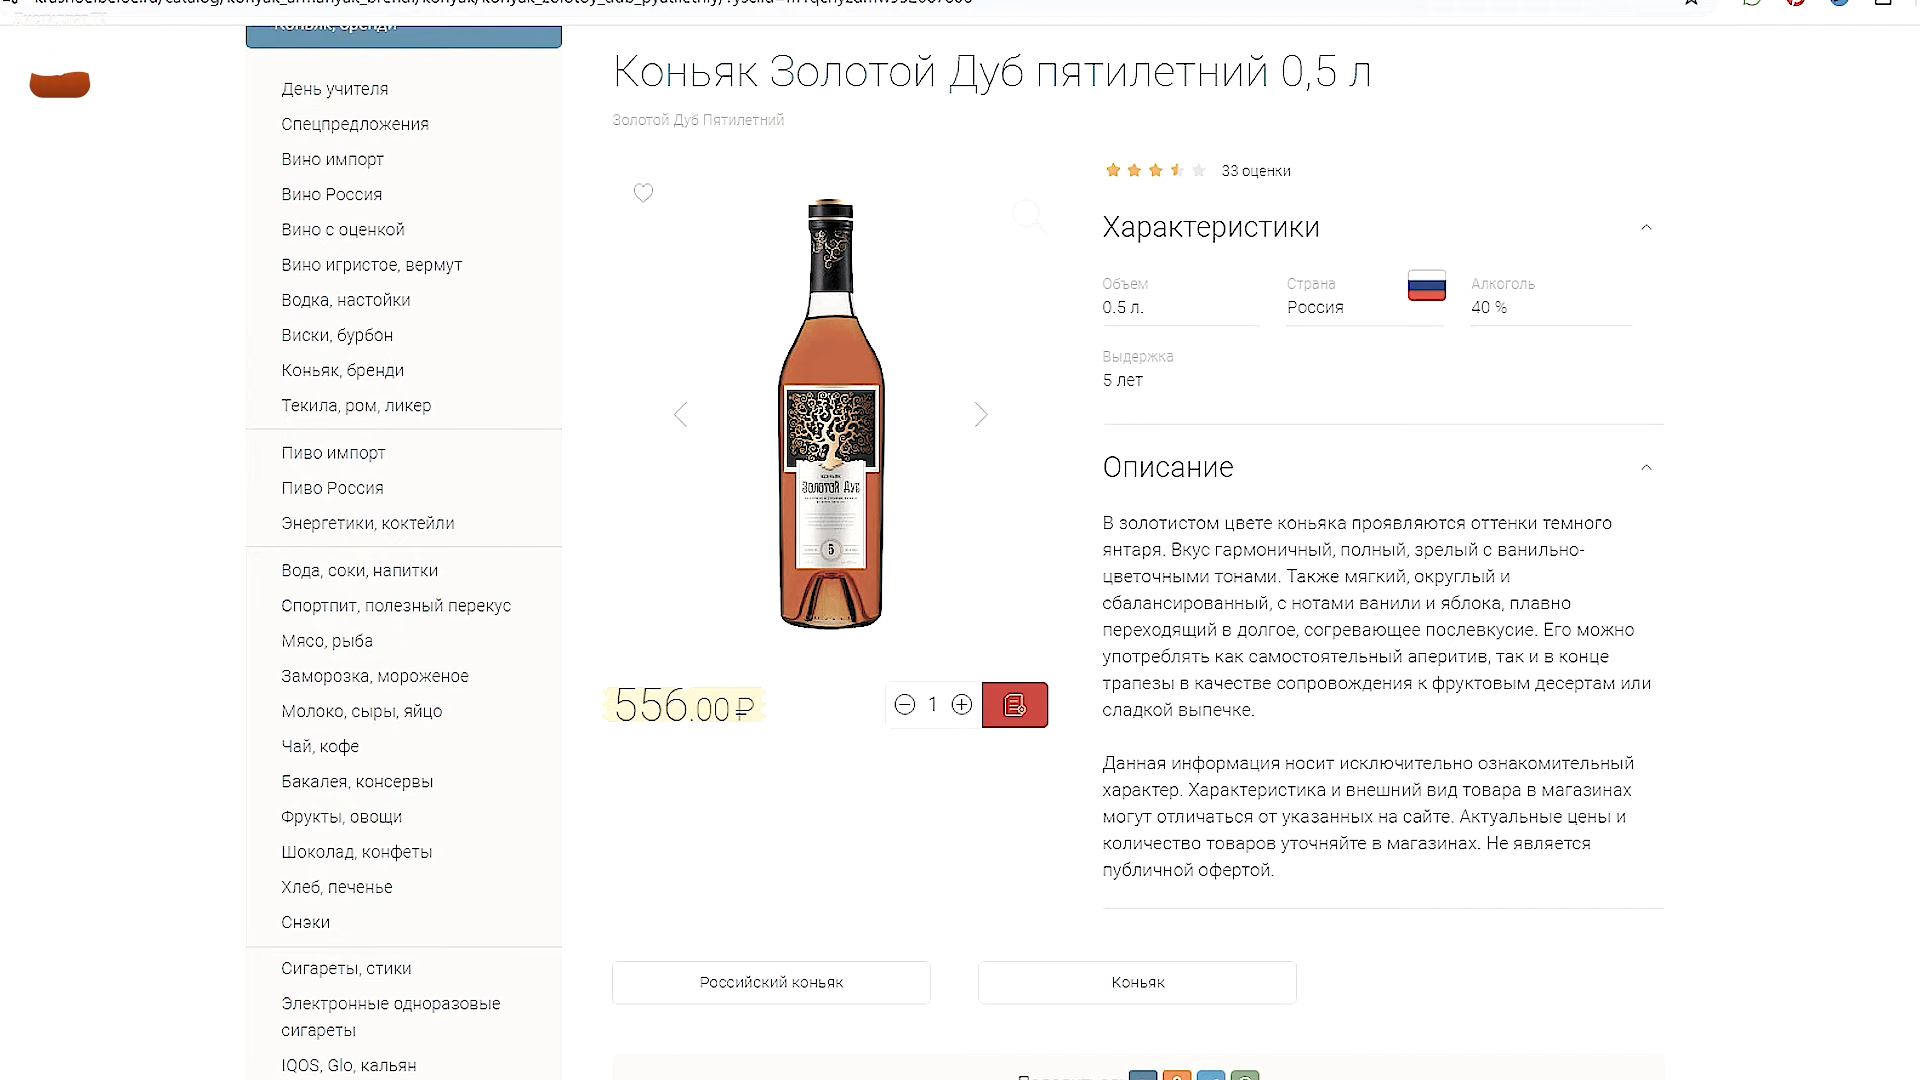 Коньяк, бренди
День учителя
Спецпредложения
Вино импорт
Вино Россия
Вино с оценкой
Вино игристое, вермут
Водка, настойки
Виски, бурбон
Коньяк, бренди
Текила, ром, ликер
Пиво импорт
Пиво Россия
Энергетики, коктейли
Вода, соки, напитки
Спортпит, полезный перекус
Мясо, рыба
Заморозка, мороженое
Молоко, сыры, яйцо
Чай, кофе
Бакалея, консервы
Фрукты, овощи
Шоколад, конфеты
Хлеб, печенье
Снэки
Сигареты, стики
Электронные одноразовые
сигареты
IQOS, Glo, кальян
Коньяк Золотой Дуб пятилетний 0,5 л
Золотой Дуб Пятилетний
КОНЬЯК
ЗОЛОТОЙ ДУБ
5
556.00 ₽
1
33 оценки
Характеристики
Объем
0.5 л.
Страна
Россия
Алкоголь
40 %
Выдержка
5 лет
Описание
В золотистом цвете коньяка проявляются оттенки темного
янтаря. Вкус гармоничный, полный, зрелый с ванильно-
цветочными тонами. Также мягкий, округлый и
сбалансированный, с нотами ванили и яблока, плавно
переходящий в долгое, согревающее послевкусие. Его можно
употреблять как самостоятельный аперитив, так и в конце
трапезы в качестве сопровождения к фруктовым десертам или
сладкой выпечке.
Данная информация носит исключительно ознакомительный
характер. Характеристика и внешний вид товара в магазинах
могут отличаться от указанных на сайте. Актуальные цены и
количество товаров уточняйте в магазинах. Не является
публичной офертой.
Российский коньяк
Коньяк